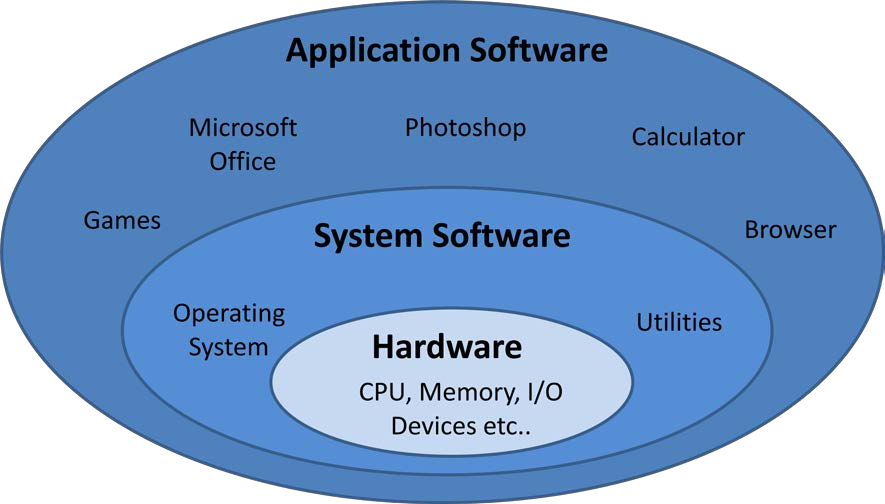 Application Software
Microsoft
Office
Photoshop
Calculator
Games
Browser
System Software
Operating
System
Utilities
Hardware
CPU, Memory, I/O
Devices etc..